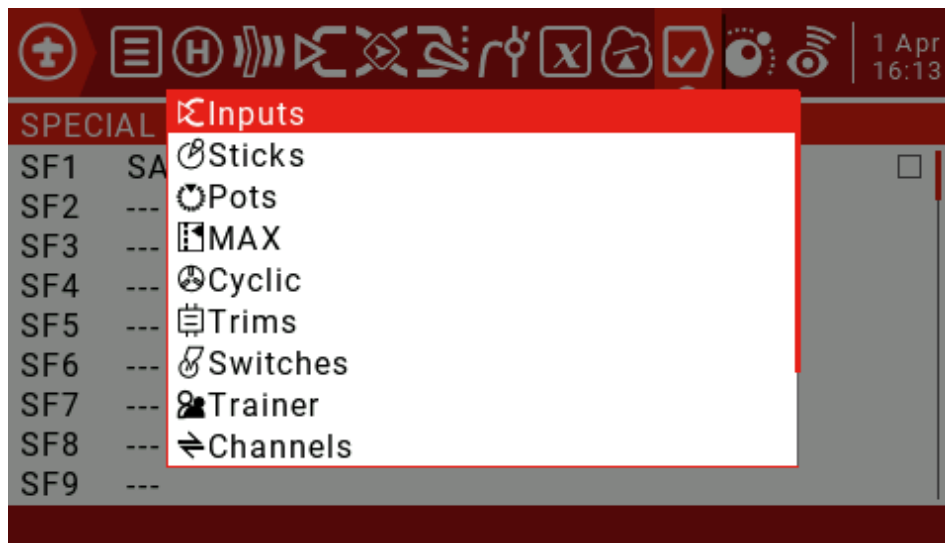 1 Apr
16:13
SPECIAL
Inputs
Sticks
Pots
MAX
Cyclic
Trims
Switches
Trainer
Channels
SF1 SA
SF2 ---
SF3 ---
SF4 ---
SF5 ---
SF6 ---
SF7 ---
SF8 ---
SF9 ---